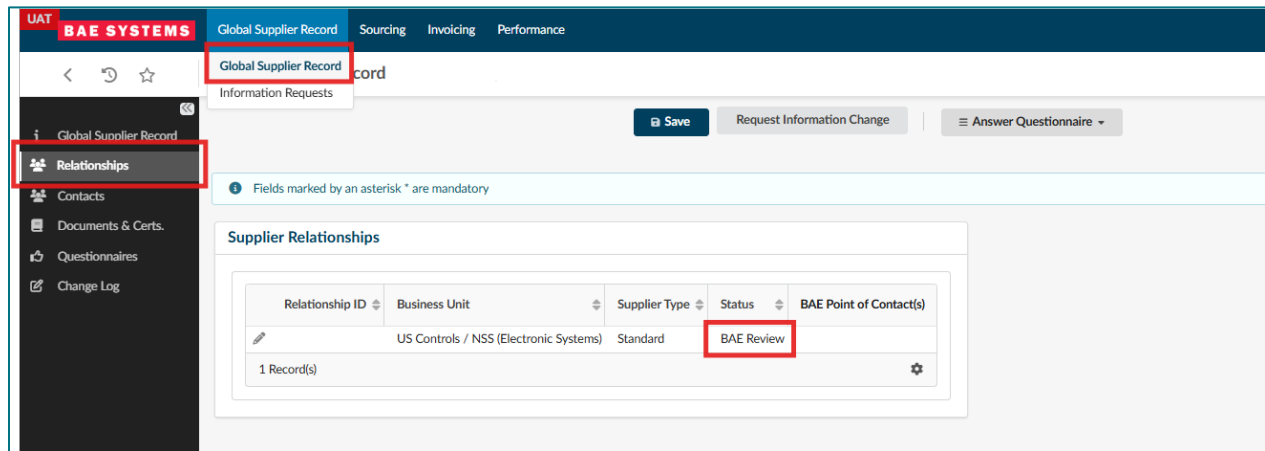 UAT
BAE SYSTEMS
Global Supplier Record Sourcing Invoicing Performance
Global Supplier Record
cord
Information Requests
Save Request Information Change Answer Questionnaire
Global Supplier Record
Relationships
Contacts
Documents & Certs.
Questionnaires
Change Log
Fields marked by an asterisk * are mandatory
Supplier Relationships
Relationship ID Business Unit Supplier Type Status BAE Point of Contact(s)
US Controls / NSS (Electronic Systems) Standard BAE Review
1 Record(s)